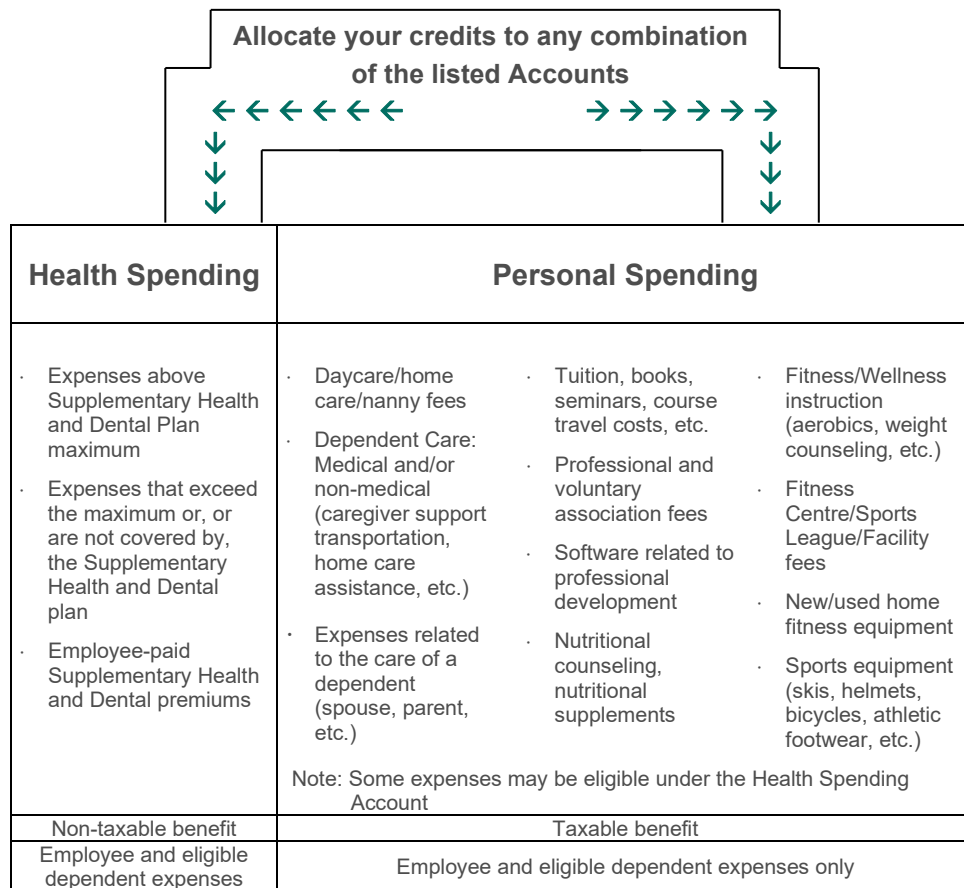 Allocate your credits to any combination
of the listed Accounts
Health Spending
Personal Spending
· Expenses above
Supplementary Health
and Dental Plan
maximum
· Expenses that exceed
the maximum or, or
are not covered by,
the Supplementary
Health and Dental
plan
· Employee-paid
Supplementary Health
and Dental premiums
· Daycare/home
care/nanny fees
· Dependent Care:
Medical and/or
non-medical
(caregiver support
transportation,
home care
assistance, etc.)
· Expenses related
to the care of a
dependent
(spouse, parent,
etc.)
· Tuition, books,
seminars, course
travel costs, etc.
· Professional and
voluntary
association fees
· Software related to
professional
development
· Nutritional
counseling,
nutritional
supplements
· Fitness/Wellness
instruction
(aerobics, weight
counseling, etc.)
· Fitness
Centre/Sports
League/Facility
fees
· New/used home
fitness equipment
· Sports equipment
(skis, helmets,
bicycles, athletic
footwear, etc.)
Note: Some expenses may be eligible under the Health Spending
Account
Non-taxable benefit
Taxable benefit
Employee and eligible
dependent expenses
Employee and eligible dependent expenses only